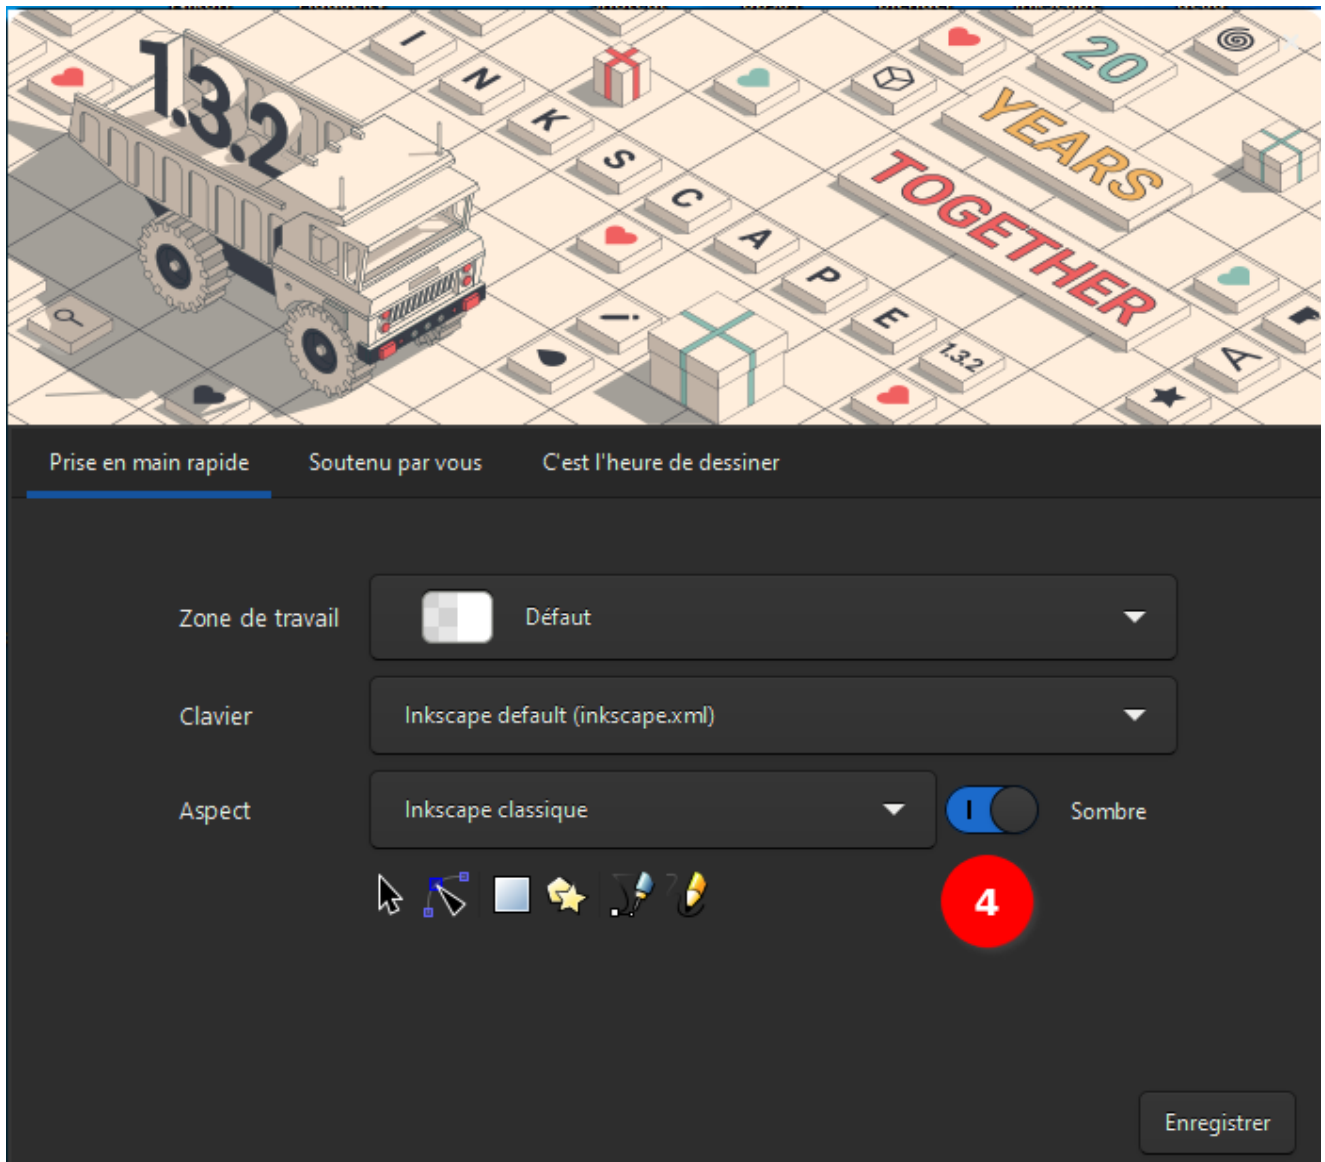 1.3.2
I
N
K
S
C
A
P
E
1.3.2
20
YEARS
TOGETHER
A
Prise en main rapide
Soutenu par vous
C'est l'heure de dessiner
Zone de travail
Défaut
Clavier
Inkscape default (inkscape.xml)
Aspect
Inkscape classique
Sombre
4
Enregistrer